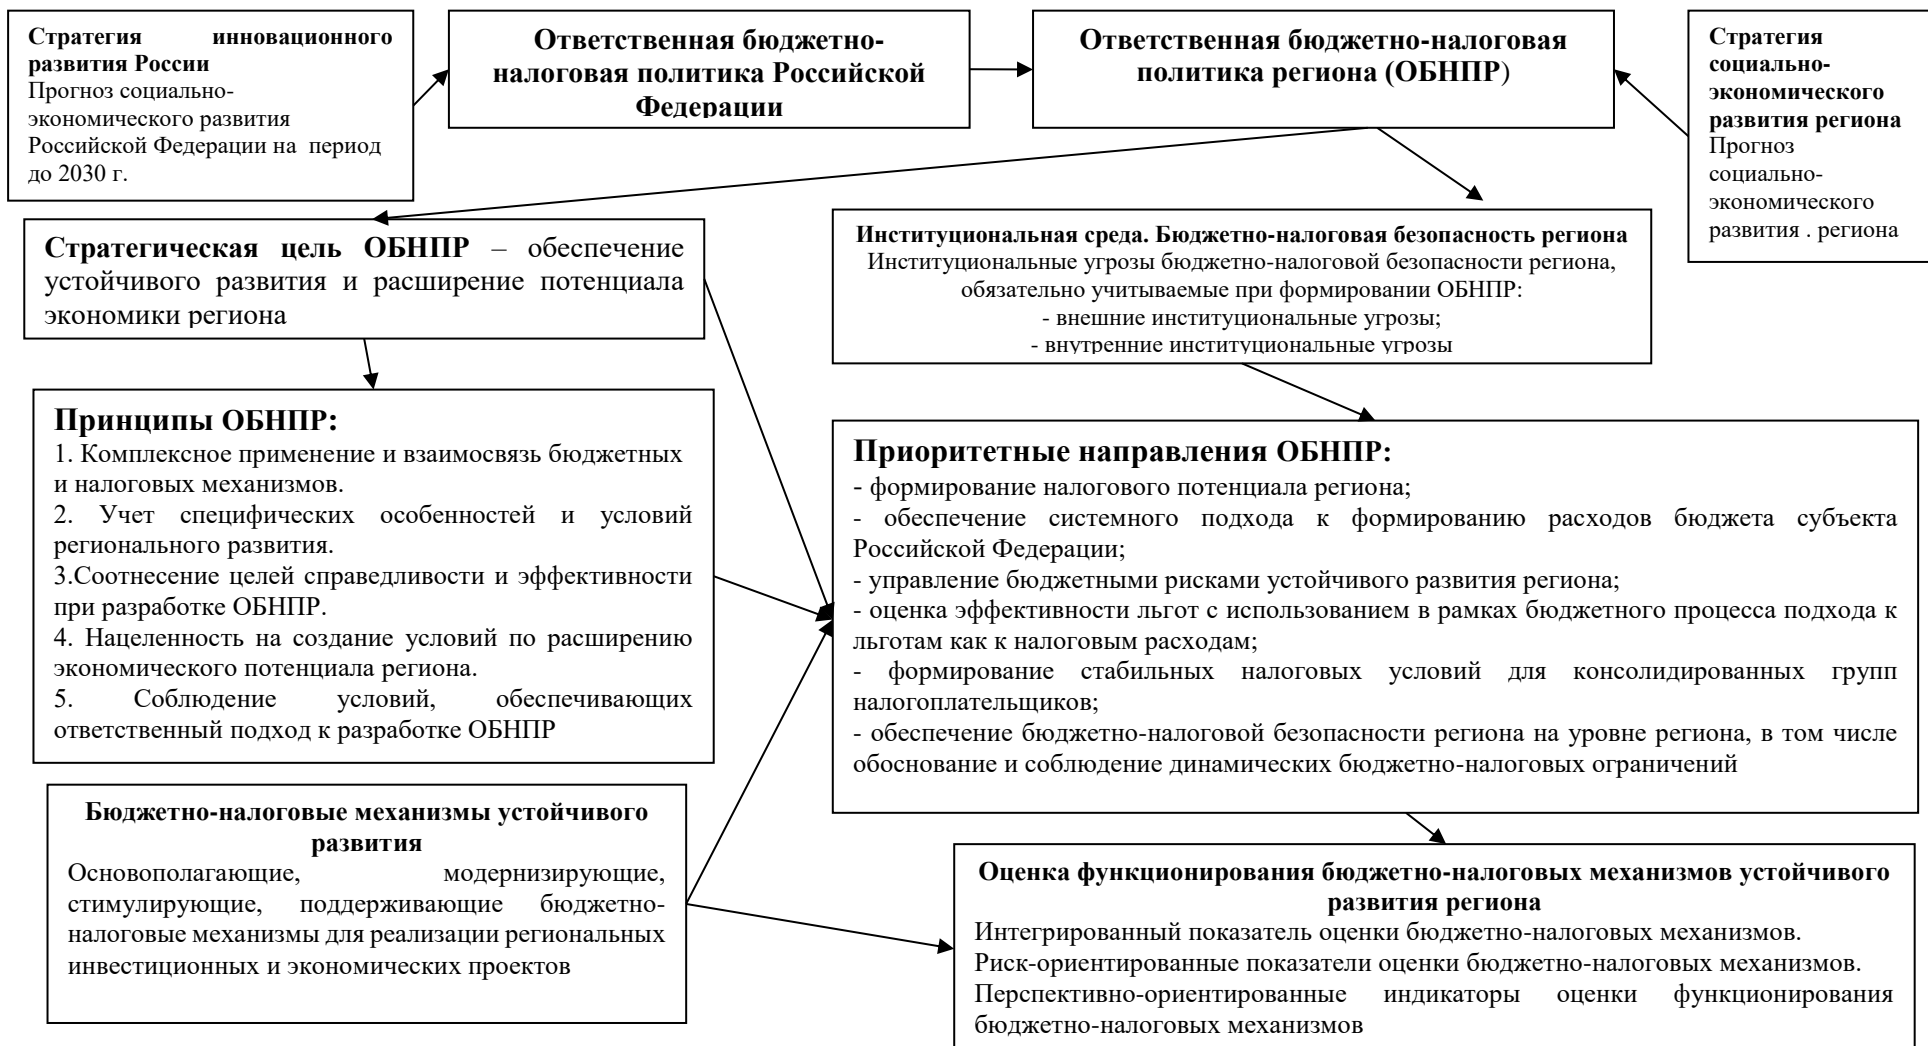 Стратегия инновационного
развития России
Прогноз социально-
экономического развития
Российской Федерации на период
до 2030 г.
Ответственная бюджетно-
налоговая политика Российской
Федерации
Ответственная бюджетно-налоговая
политика региона (ОБНПР)
Стратегия
социально-
экономического
развития региона
Прогноз
социально-
экономического
развития . региона
Стратегическая цель ОБНПР – обеспечение
устойчивого развития и расширение потенциала
экономики региона
Институциональная среда. Бюджетно-налоговая безопасность региона
Институциональные угрозы бюджетно-налоговой безопасности региона,
обязательно учитываемые при формировании ОБНПР:
- внешние институциональные угрозы;
- внутренние институциональные угрозы
Принципы ОБНПР:
1. Комплексное применение и взаимосвязь бюджетных
и налоговых механизмов.
2. Учет специфических особенностей и условий
регионального развития.
3.Соотнесение целей справедливости и эффективности
при разработке ОБНПР.
4. Нацеленность на создание условий по расширению
экономического потенциала региона.
5. Соблюдение условий, обеспечивающих
ответственный подход к разработке ОБНПР
Приоритетные направления ОБНПР:
- формирование налогового потенциала региона;
- обеспечение системного подхода к формированию расходов бюджета субъекта
Российской Федерации;
- управление бюджетными рисками устойчивого развития региона;
- оценка эффективности льгот с использованием в рамках бюджетного процесса подхода к
льготам как к налоговым расходам;
- формирование стабильных налоговых условий для консолидированных групп
налогоплательщиков;
- обеспечение бюджетно-налоговой безопасности региона на уровне региона, в том числе
обоснование и соблюдение динамических бюджетно-налоговых ограничений
Бюджетно-налоговые механизмы устойчивого
развития
Основополагающие, модернизирующие,
стимулирующие, поддерживающие бюджетно-
налоговые механизмы для реализации региональных
инвестиционных и экономических проектов
Оценка функционирования бюджетно-налоговых механизмов устойчивого
развития региона
Интегрированный показатель оценки бюджетно-налоговых механизмов.
Риск-ориентированные показатели оценки бюджетно-налоговых механизмов.
Перспективно-ориентированные индикаторы оценки функционирования
бюджетно-налоговых механизмов